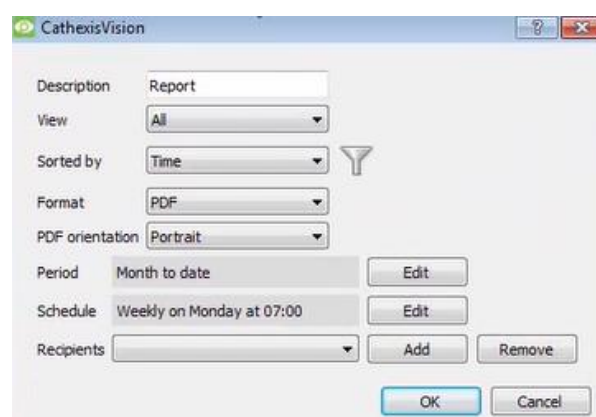 CathexisVision
Description Report
View All
Sorted by Time
Format PDF
PDF orientation Portrait
Period Month to date Edit
Schedule Weekly on Monday at 07:00 Edit
Recipients Add Remove
OK Cancel